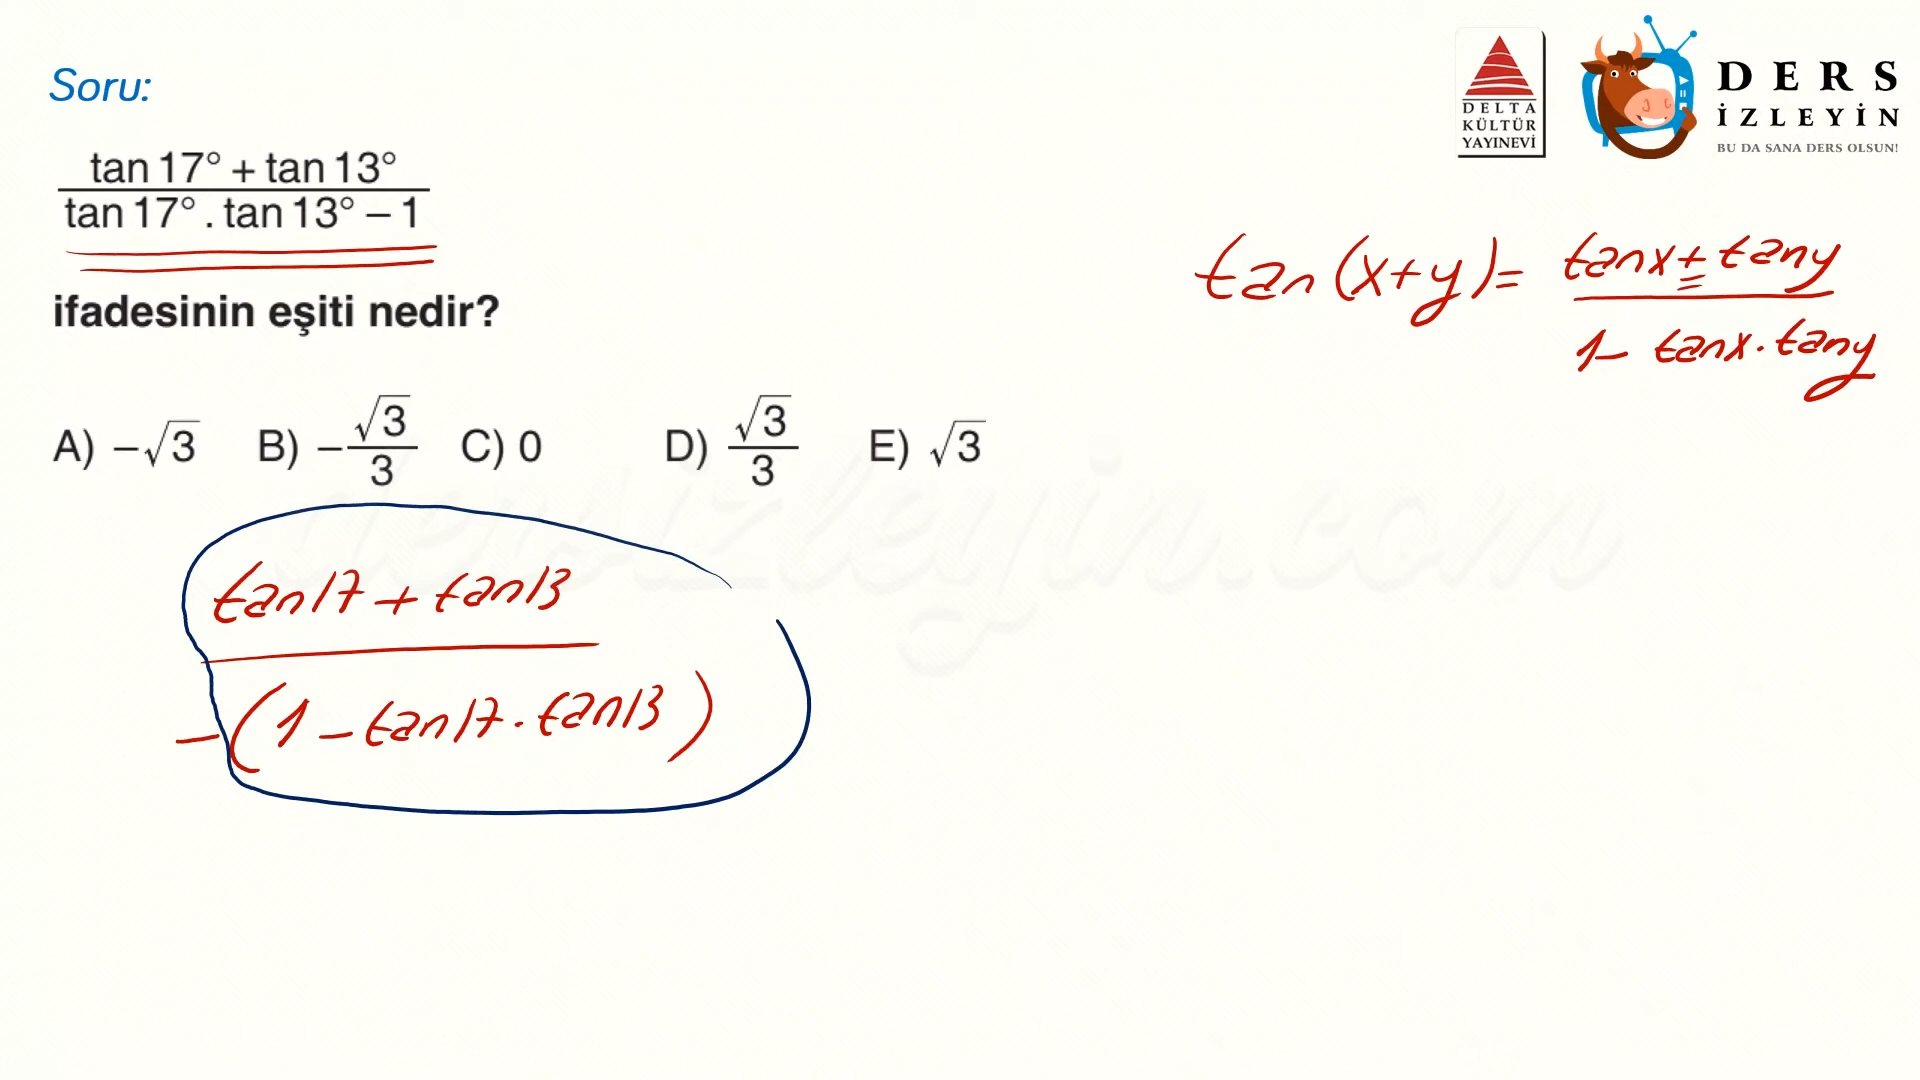 Soru:
DELTA
KÜLTÜR
YAYINEVİ
DERS
İZLEYİN
BU DA SANA DERS OLSUN!
tan 17° + tan 13°
tan 17° . tan 13° – 1
ifadesinin eşiti nedir?
tan (x+y) = tanx + tany
1 - tanx . tany
A) –√3 B) –√3/3 C) 0 D) √3/3 E) √3
dersizleyin.com
tan17 + tan13
-(1 - tan17 . tan13)